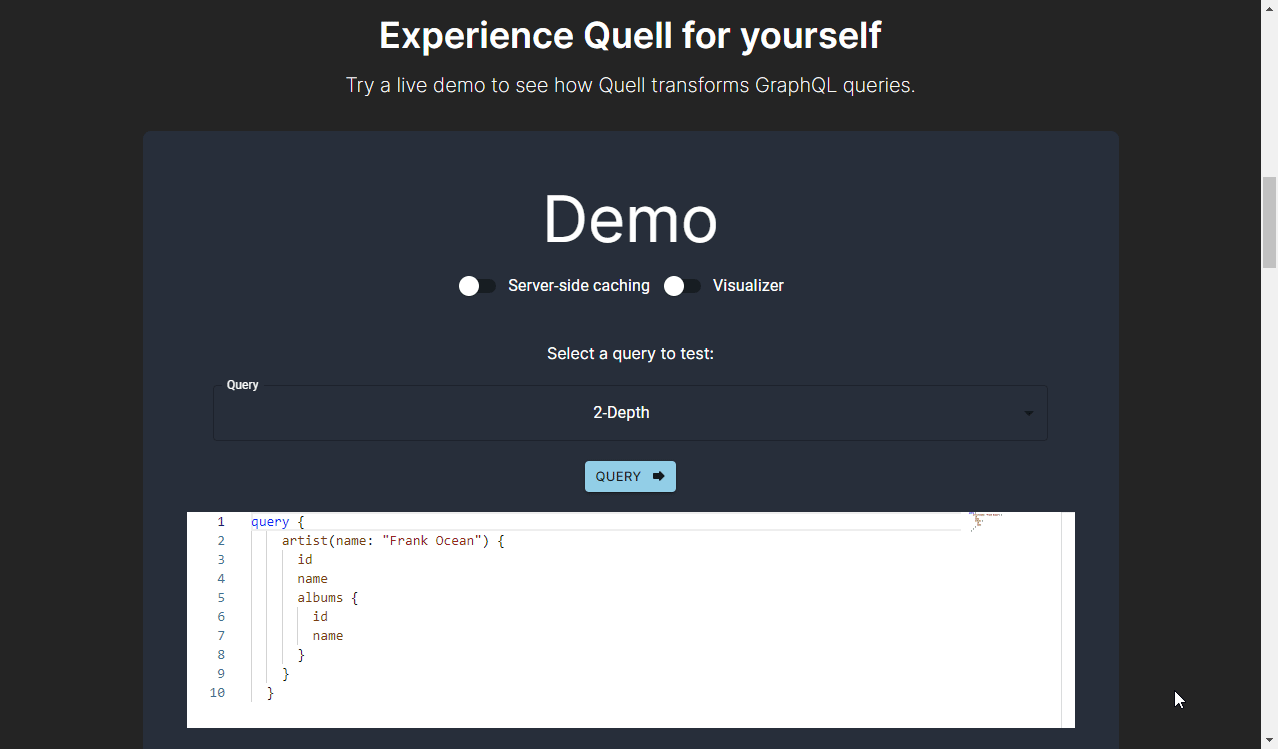 Experience Quell for yourself
Try a live demo to see how Quell transforms GraphQL queries.
Demo
Server-side caching Visualizer
Select a query to test:
Query
2-Depth
QUERY
1 query {
2 artist(name: "Frank Ocean") {
3 id
4 name
5 albums {
6 id
7 name
8 }
9 }
10 }